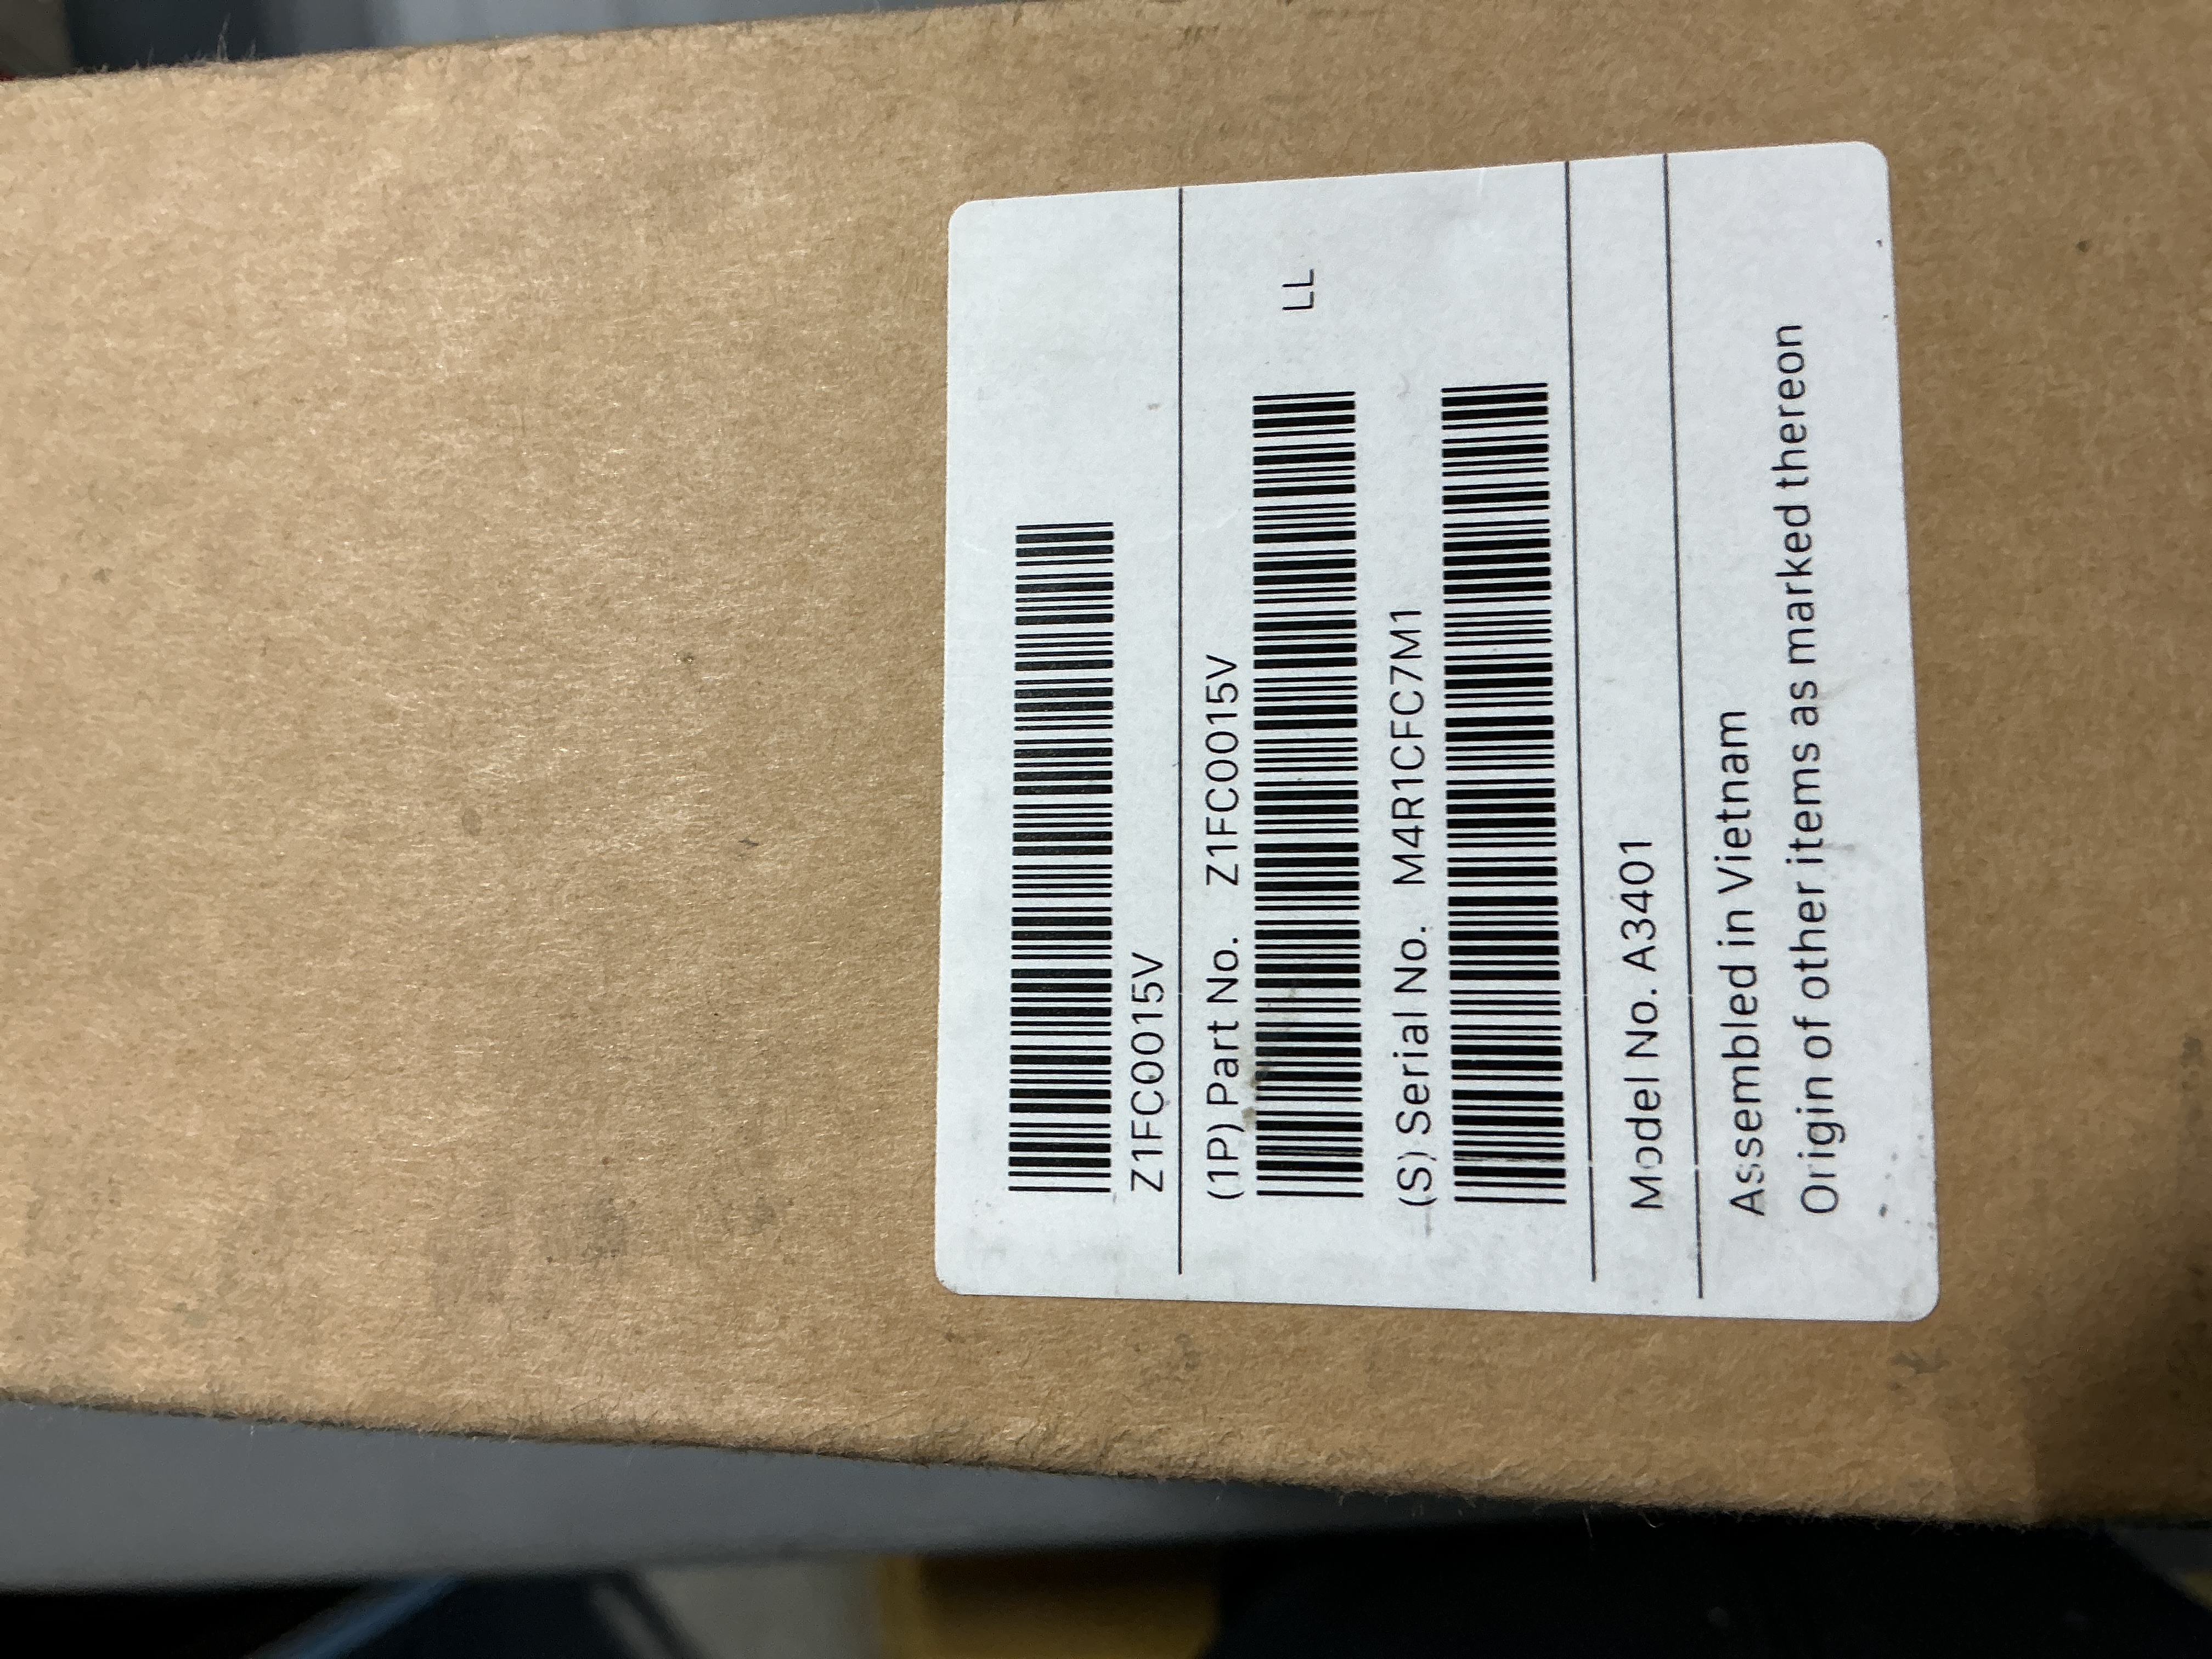 Z1FC0015V
(1P) Part No. Z1FC0015V
LL
(S) Serial No. M4R1CFC7M1
Model No. A3401
Assembled in Vietnam
Origin of other items as marked thereon